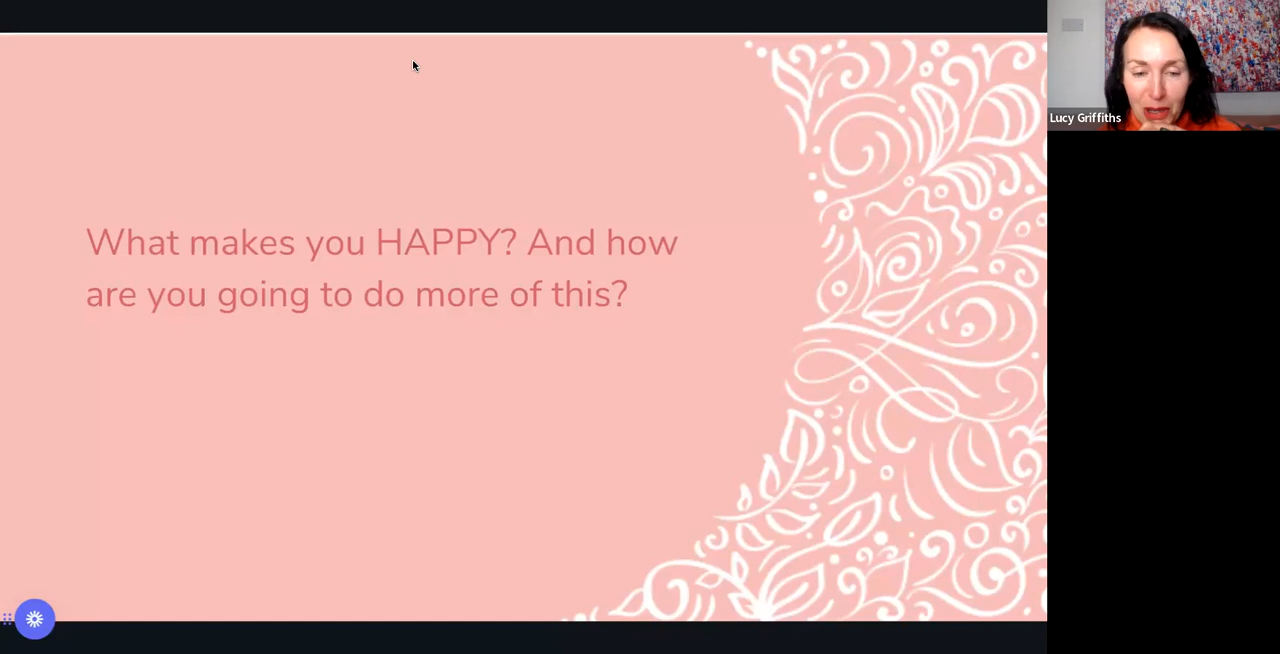 What makes you HAPPY? And how
are you going to do more of this?
Lucy Griffiths